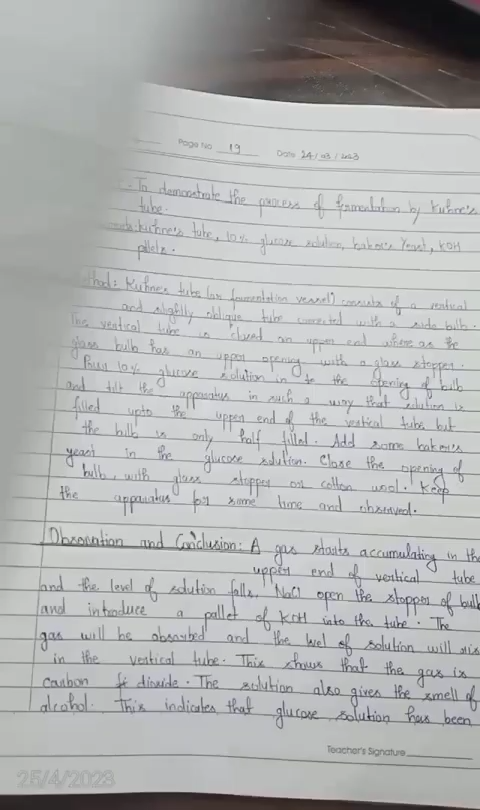 Page No. 19 Date 24/03/2023
- To demonstrate the process of by Kuhne's
tube.
Kuhne's tube, 10% glucose solution, baker's Yeast, KOH
pellets.
Kuhne's tube (or vessel) consists of a vertical
and slightly oblique tube connected with a side bulb.
The vertical tube is closed on upper end where as the
glass bulb has an upper opening with a glass stopper.
10% glucose solution in to the opening of bulb
and tilt the apparatus in such a way that solution is
filled upto the upper end of the vertical tube but
the bulb is only half filled. Add some baker's
yeast in the glucose solution. Close the opening of
bulb, with glass stopper or cotton wool. Keep
the apparatus for some time and observed.
Observation and Conclusion: A gas starts accumulating in the
upper end of vertical tube
and the level of solution falls. open the stopper of bulb
and introduce a pallet of KOH into the tube. The
gas will be and the level of solution will
in the vertical tube. This shows that the gas is
carbon dioxide. The solution also gives the smell of
alcohol. This indicates that glucose solution has been
Teacher's Signature
25/4/2023